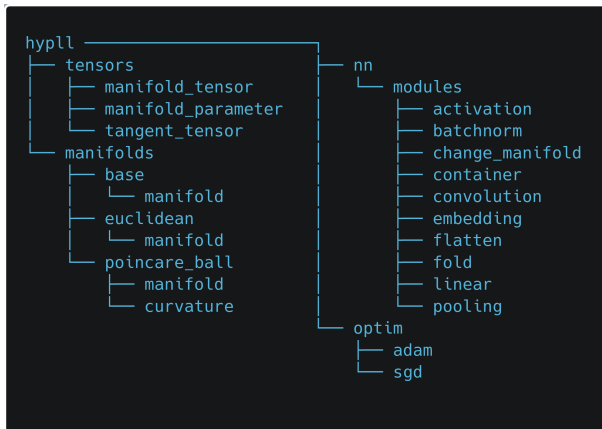 hypll
tensors
manifold_tensor
manifold_parameter
tangent_tensor
manifolds
base
manifold
euclidean
manifold
poincare_ball
manifold
curvature
nn
modules
activation
batchnorm
change_manifold
container
convolution
embedding
flatten
fold
linear
pooling
optim
adam
sgd